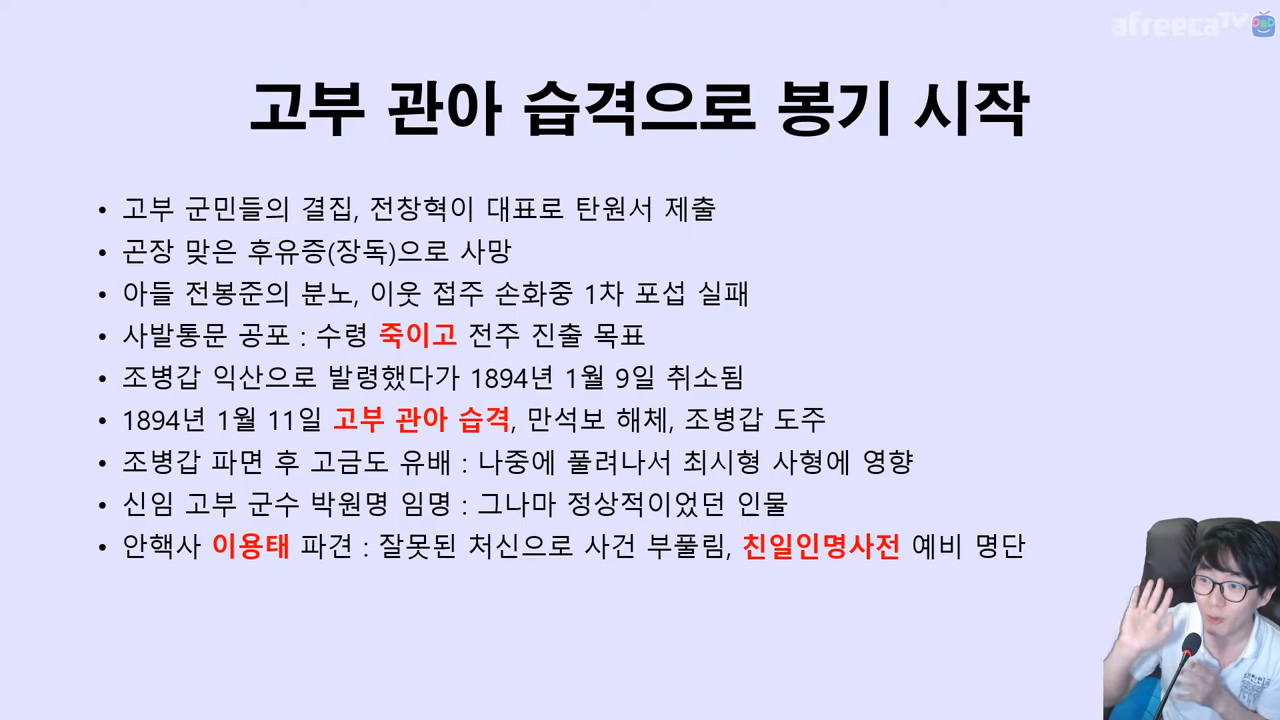 afreecaTV
고부 관아 습격으로 봉기 시작
• 고부 군민들의 결집, 전창혁이 대표로 탄원서 제출
• 곤장 맞은 후유증(장독)으로 사망
• 아들 전봉준의 분노, 이웃 접주 손화중 1차 포섭 실패
• 사발통문 공포 : 수령 죽이고 전주 진출 목표
• 조병갑 익산으로 발령했다가 1894년 1월 9일 취소됨
• 1894년 1월 11일 고부 관아 습격, 만석보 해체, 조병갑 도주
• 조병갑 파면 후 고금도 유배 : 나중에 풀려나서 최시형 사형에 영향
• 신임 고부 군수 박원명 임명 : 그나마 정상적이었던 인물
• 안핵사 이용태 파견 : 잘못된 처신으로 사건 부풀림, 친일인명사전 예비 명단